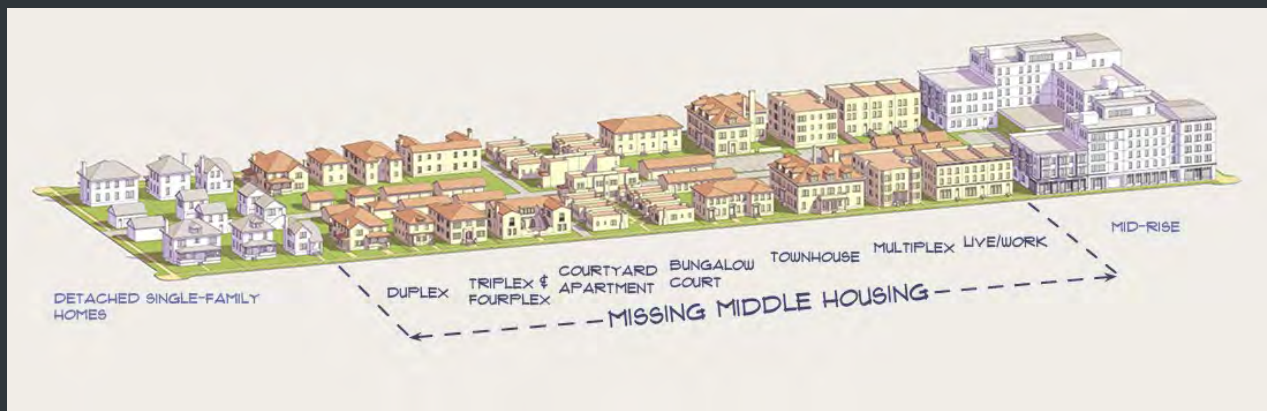 DETACHED SINGLE-FAMILY
HOMES
DUPLEX
TRIPLEX &
FOURPLEX
COURTYARD
APARTMENT
BUNGALOW
COURT
TOWNHOUSE
MULTIPLEX
LIVE/WORK
MID-RISE
MISSING MIDDLE HOUSING